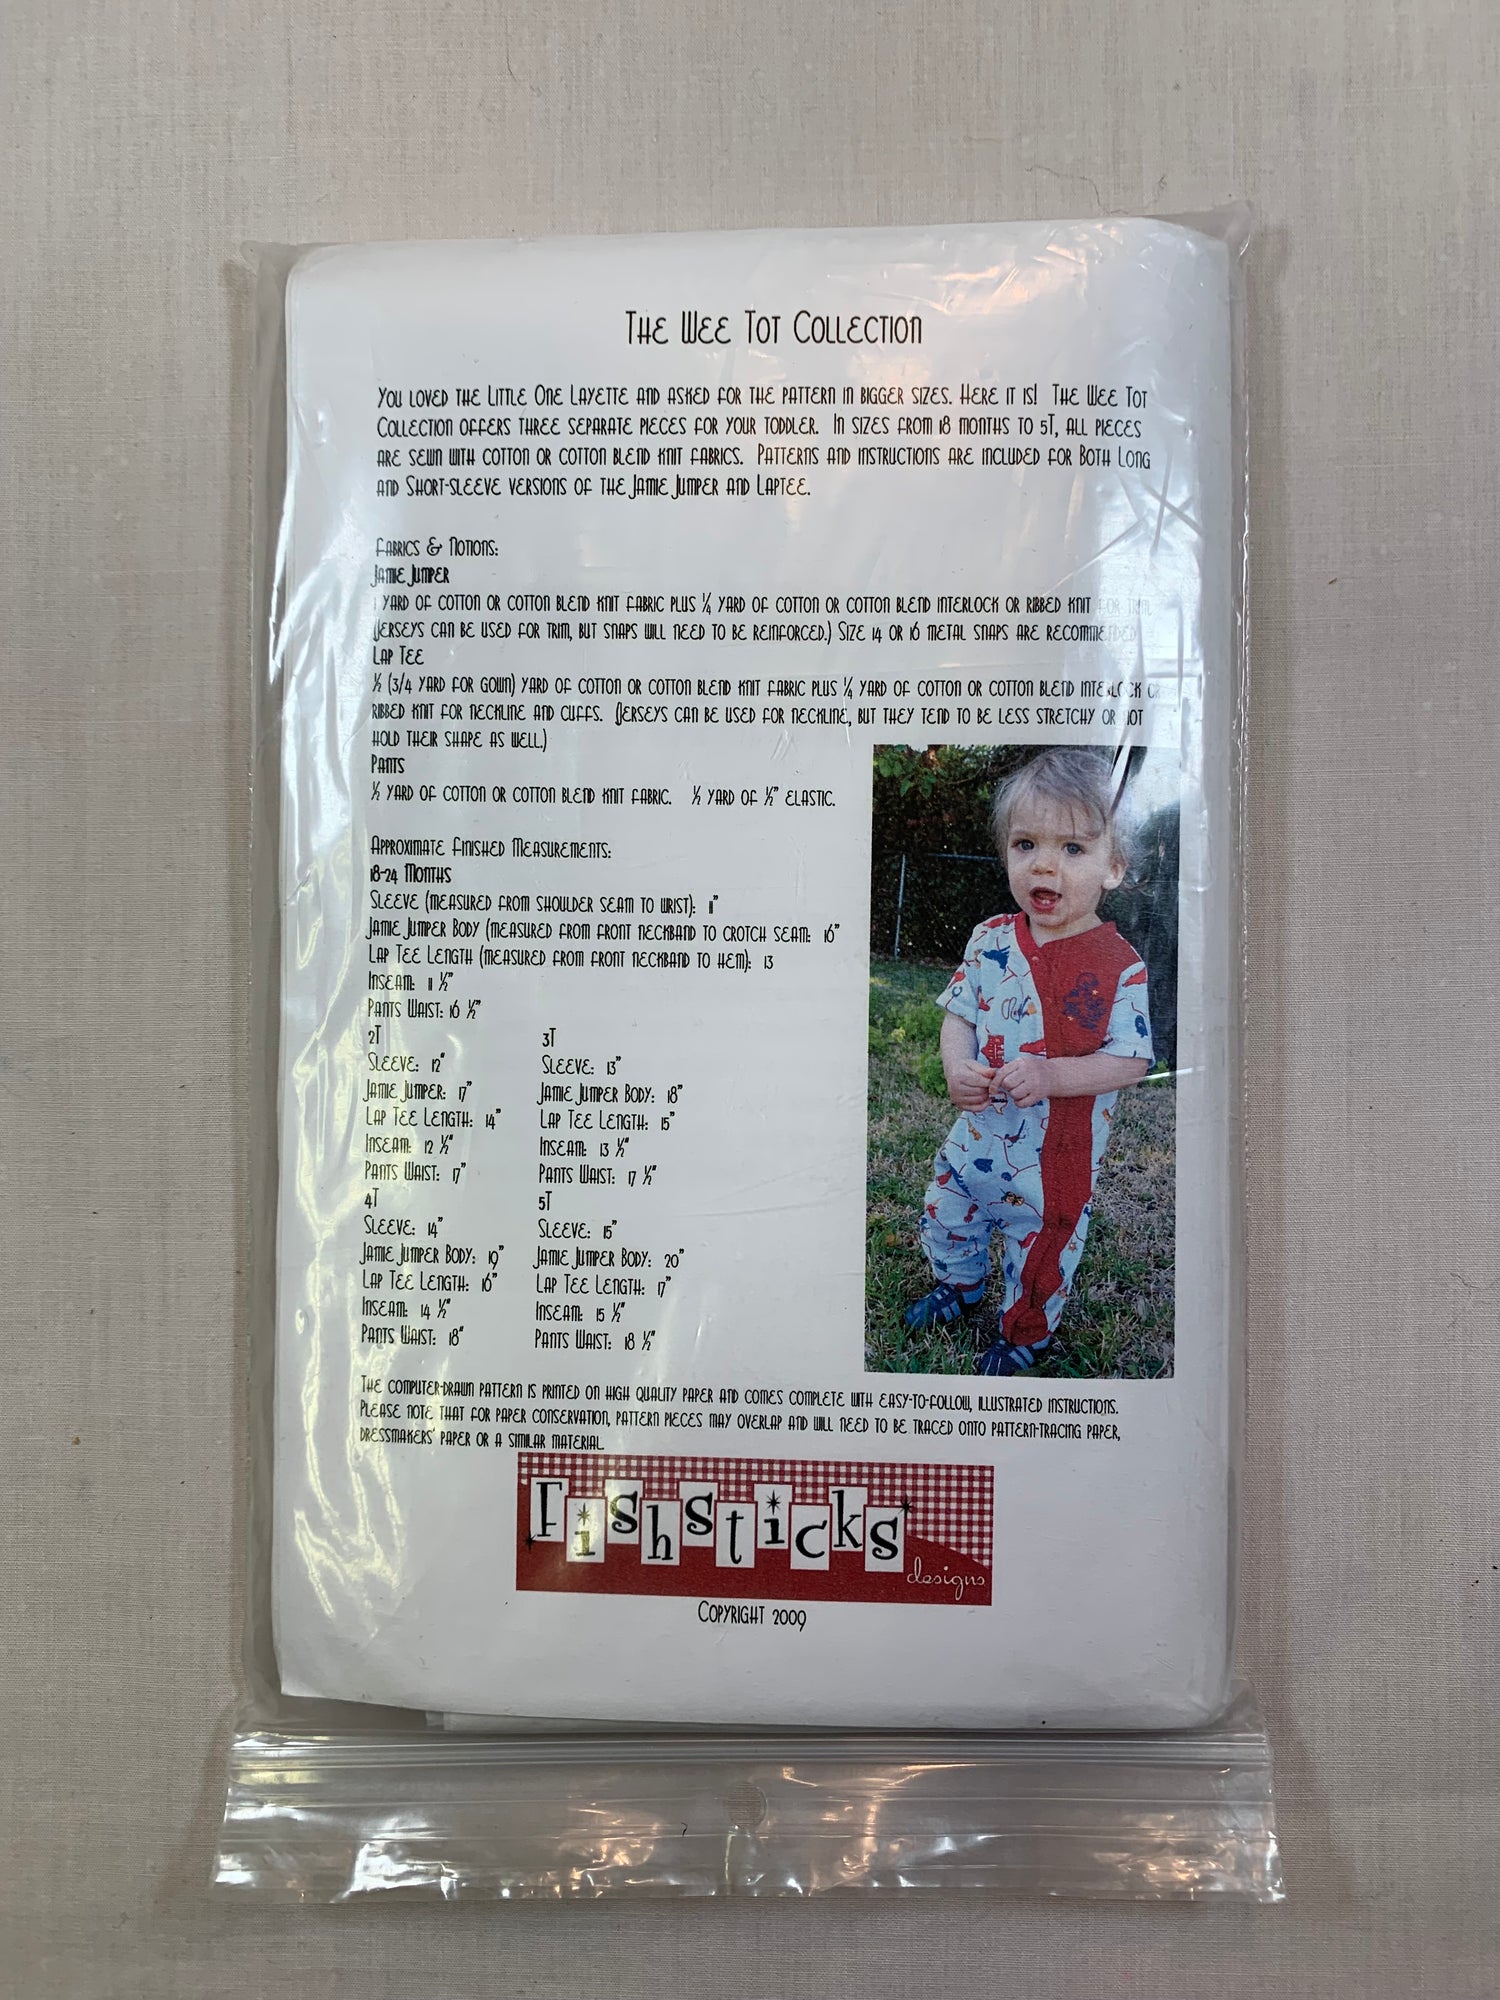 The Wee Tot Collection
You loved the Little One Layette and asked for the pattern in bigger sizes. Here it is! The Wee Tot
Collection offers three separate pieces for your toddler. In sizes from 18 months to 5T, all pieces
are sewn with cotton or cotton blend knit fabrics. Patterns and instructions are included for Both Long
and Short-sleeve versions of the Jamie Jumper and Laptee.
Fabrics & Notions:
Jamie Jumper
1 yard of cotton or cotton blend knit fabric plus ¼ yard of cotton or cotton blend interlock or ribbed knit for trim
(Jerseys can be used for trim, but snaps will need to be reinforced.) Size 14 or 16 metal snaps are recommended
Lap Tee
½ (3/4 yard for gown) yard of cotton or cotton blend knit fabric plus ¼ yard of cotton or cotton blend interlock or
ribbed knit for neckline and cuffs. (Jerseys can be used for neckline, but they tend to be less stretchy or not
hold their shape as well.)
Pants
½ yard of cotton or cotton blend knit fabric. ½ yard of ½" elastic.
Approximate Finished Measurements:
18-24 Months
Sleeve (measured from shoulder seam to wrist): 11"
Jamie Jumper Body (measured from front neckband to crotch seam: 16"
Lap Tee Length (measured from front neckband to hem): 13
Inseam: 11 ½"
Pants Waist: 16 ½"
2T
Sleeve: 12"
Jamie Jumper: 17"
Lap Tee Length: 14"
Inseam: 12 ½"
Pants Waist: 17"
3T
Sleeve: 13"
Jamie Jumper Body: 18"
Lap Tee Length: 15"
Inseam: 13 ½"
Pants Waist: 17 ½"
4T
Sleeve: 14"
Jamie Jumper Body: 19"
Lap Tee Length: 16"
Inseam: 14 ½"
Pants Waist: 18"
5T
Sleeve: 15"
Jamie Jumper Body: 20"
Lap Tee Length: 17"
Inseam: 15 ½"
Pants Waist: 18 ½"
The computer-drawn pattern is printed on high quality paper and comes complete with easy-to-follow, illustrated instructions.
Please note that for paper conservation, pattern pieces may overlap and will need to be traced onto pattern-tracing paper,
dressmakers' paper or a similar material.
Fishsticks
designs
Copyright 2009